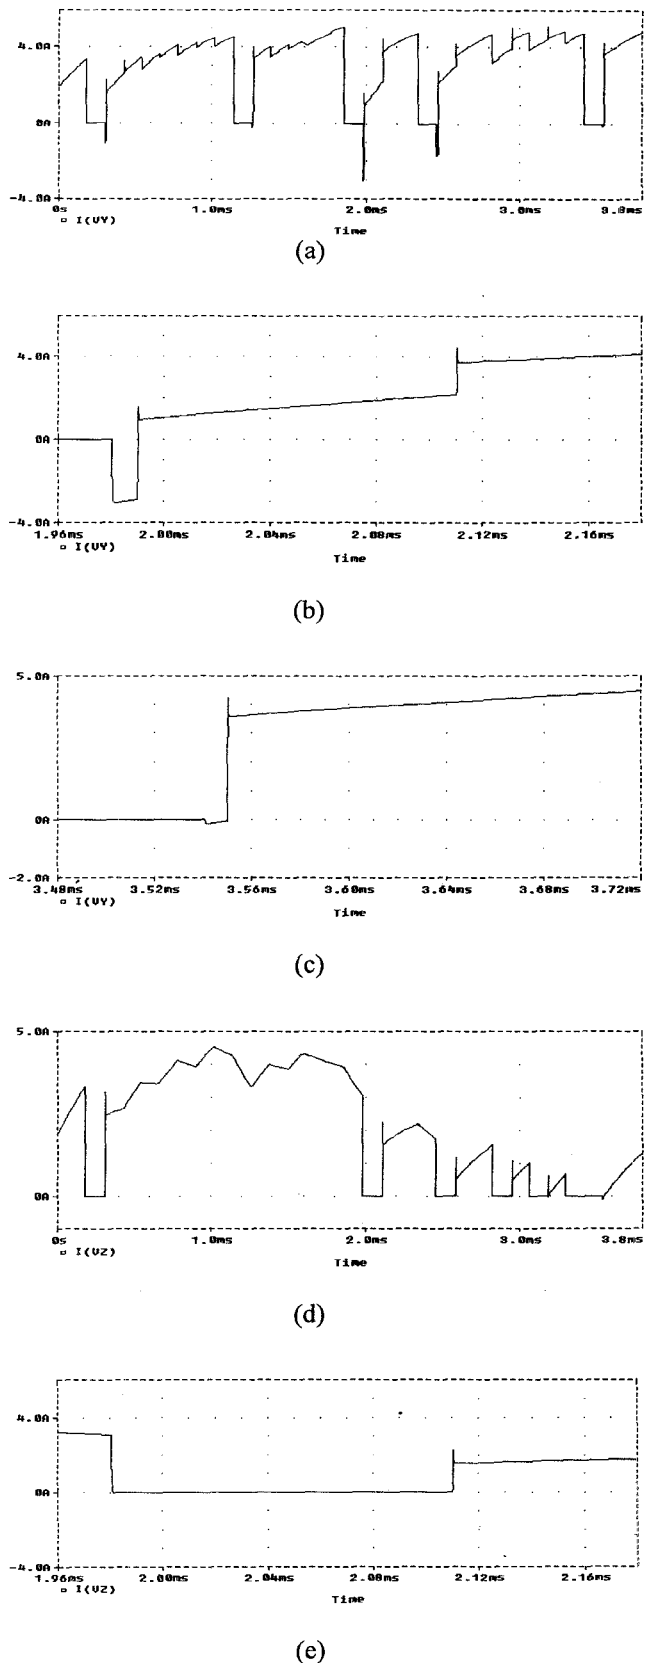 4.0A
0A
-4.0A
0s 1.0ms 2.0ms 3.0ms 3.8ms
□ I(VY)
Time
(a)
4.0A
0A
-4.0A
1.96ms 2.00ms 2.04ms 2.08ms 2.12ms 2.16ms
□ I(VY)
Time
(b)
5.0A
0A
-2.0A
3.48ms 3.52ms 3.56ms 3.60ms 3.64ms 3.68ms 3.72ms
□ I(VY)
Time
(c)
5.0A
0A
0s 1.0ms 2.0ms 3.0ms 3.8ms
□ I(VZ)
Time
(d)
4.0A
0A
-4.0A
1.96ms 2.00ms 2.04ms 2.08ms 2.12ms 2.16ms
□ I(VZ)
Time
(e)